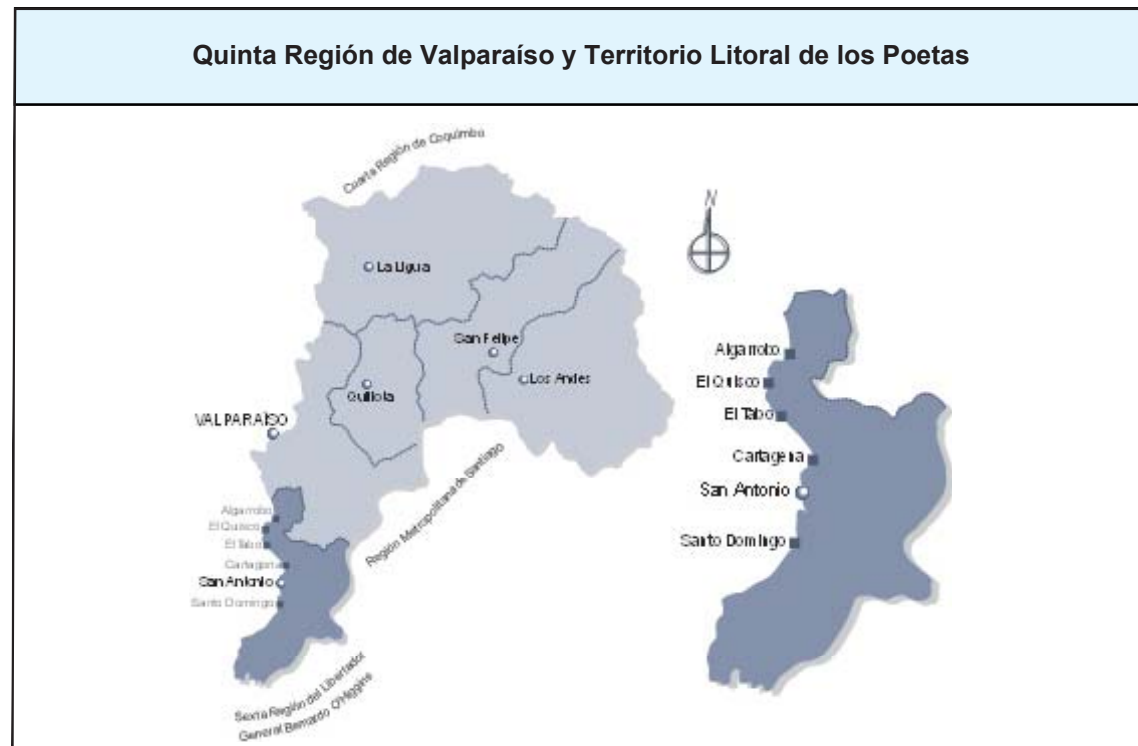 Quinta Región de Valparaíso y Territorio Litoral de los Poetas
Cuarta Región de Coquimbo
N
La Ligua
San Felipe
Los Andes
Quillota
VALPARAÍSO
Región Metropolitana de Santiago
Algarrobo
El Quisco
El Tabo
Cartagena
San Antonio
Santo Domingo
Sexta Región del Libertador
General Bernardo O'Higgins
Algarrobo
El Quisco
El Tabo
Cartagena
San Antonio
Santo Domingo